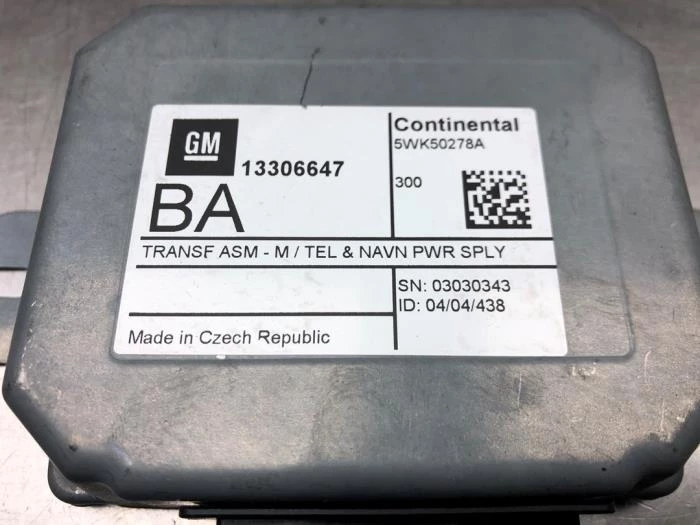 GM
13306647
BA
Continental
5WK50278A
300
TRANSF ASM - M / TEL & NAVN PWR SPLY
SN: 03030343
ID: 04/04/438
Made in Czech Republic